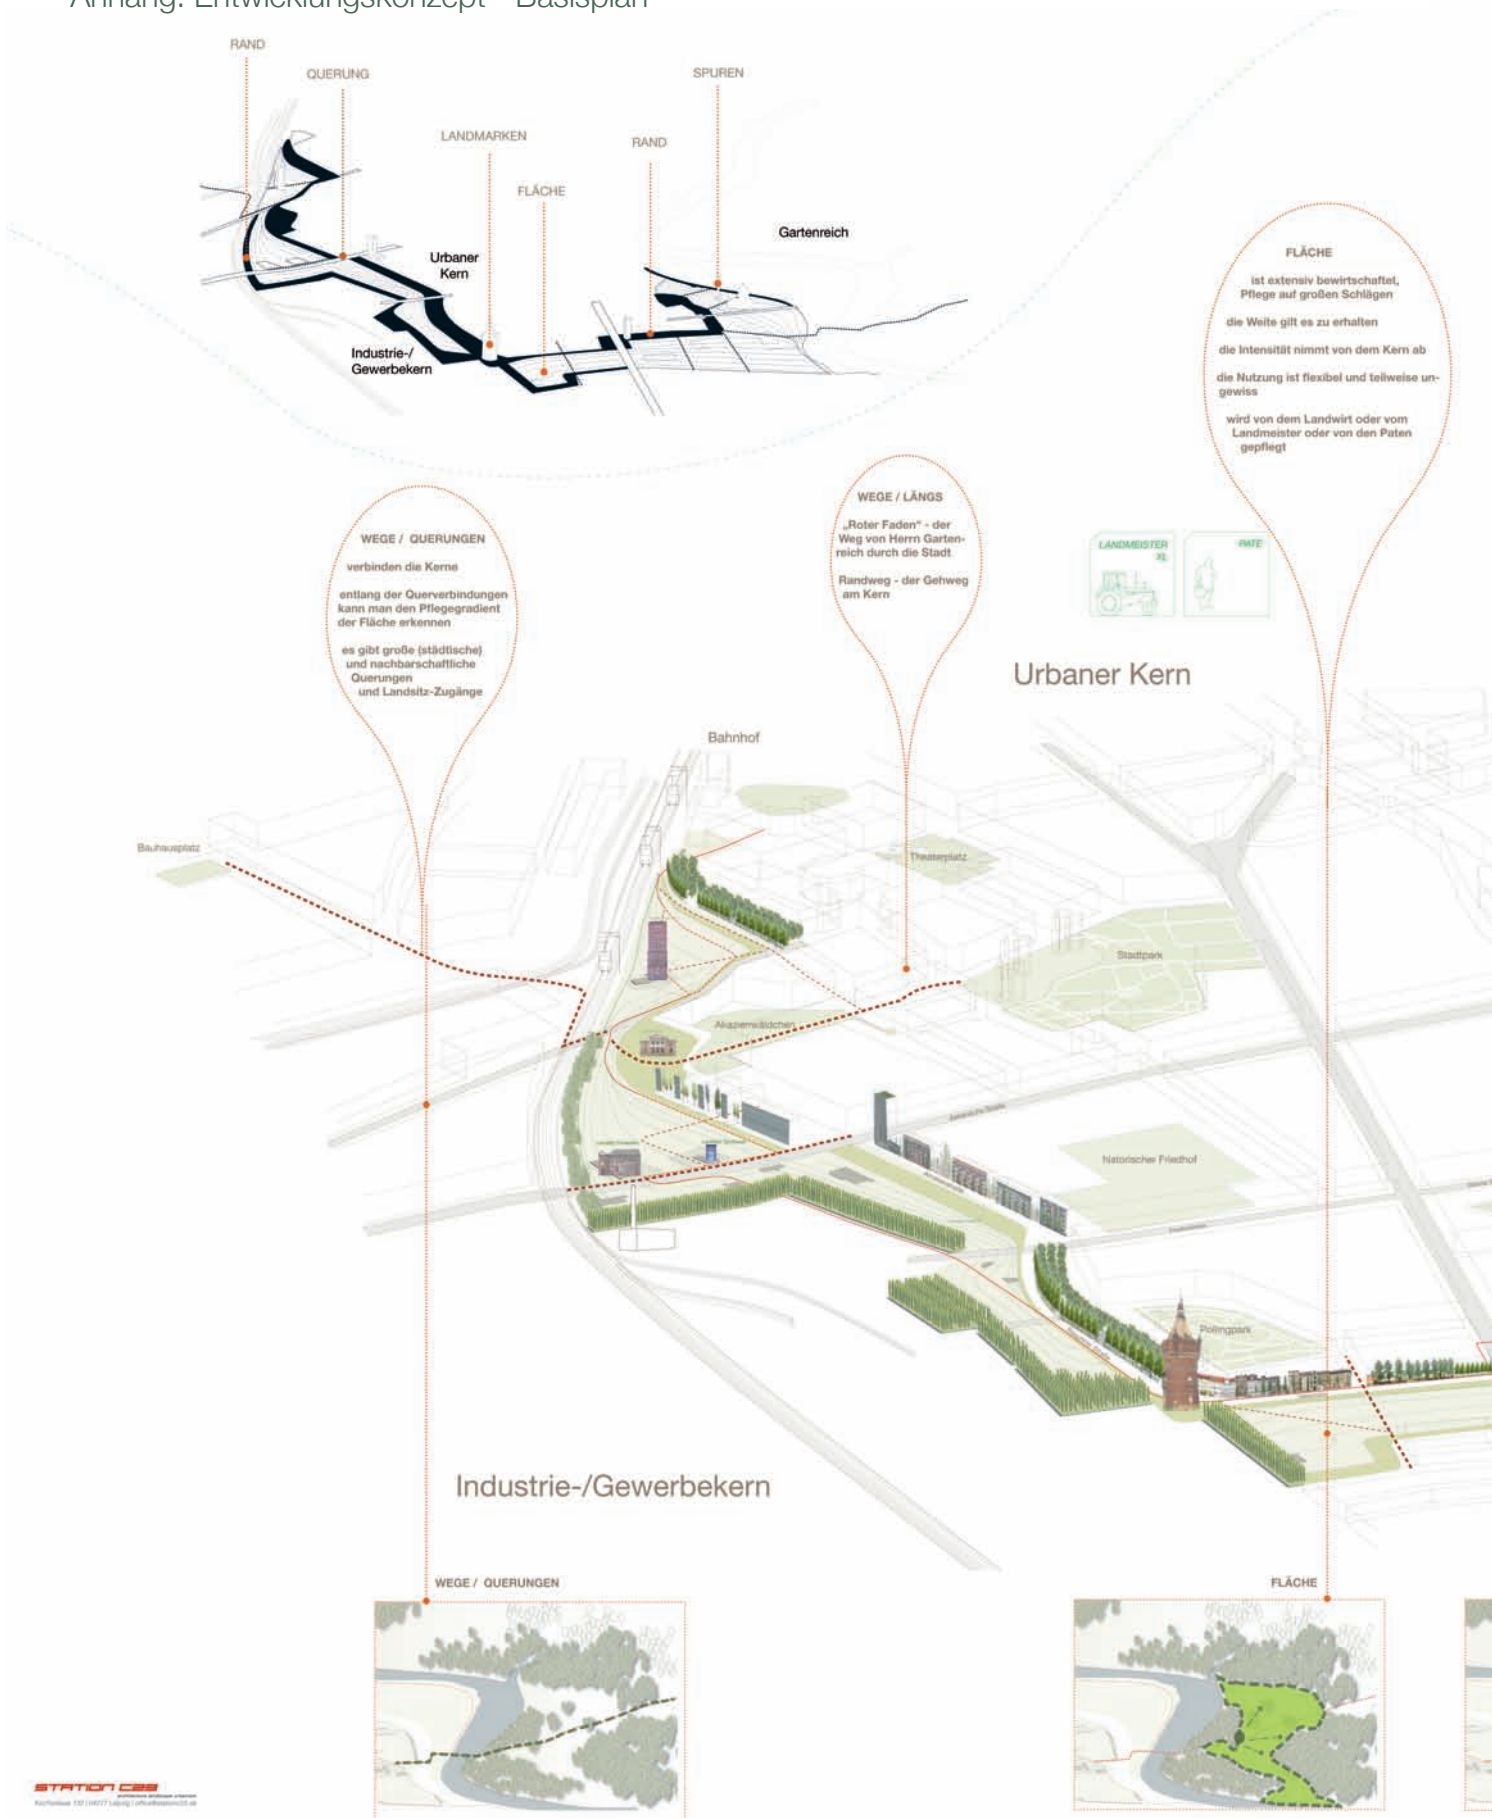 Anhang: Entwicklungskonzept - Basisplan
RAND
QUERUNG
SPUREN
LANDMARKEN
RAND
FLÄCHE
Gartenreich
Urbaner
Kern
Industrie-/
Gewerbekern
FLÄCHE
ist extensiv bewirtschaftet,
Pflege auf großen Schlägen
die Weite gilt es zu erhalten
die Intensität nimmt von dem Kern ab
die Nutzung ist flexibel und teilweise un-
gewiss
wird von dem Landwirt oder vom
Landmeister oder von den Paten
gepflegt
WEGE / LÄNGS
„Roter Faden“ - der
Weg von Herrn Garten-
reich durch die Stadt
Randweg - der Gehweg
am Kern
WEGE / QUERUNGEN
verbinden die Kerne
entlang der Querverbindungen
kann man den Pflegegradient
der Fläche erkennen
es gibt große (städtische)
und nachbarschaftliche
Querungen
und Landsitz-Zugänge
LANDMEISTER
XL
PATE
Urbaner Kern
Bahnhof
Bauhausplatz
Theaterplatz
Stadtpark
Akazienwäldchen
historischer Friedhof
Pollingpark
Industrie-/Gewerbekern
WEGE / QUERUNGEN
FLÄCHE
STATION C23